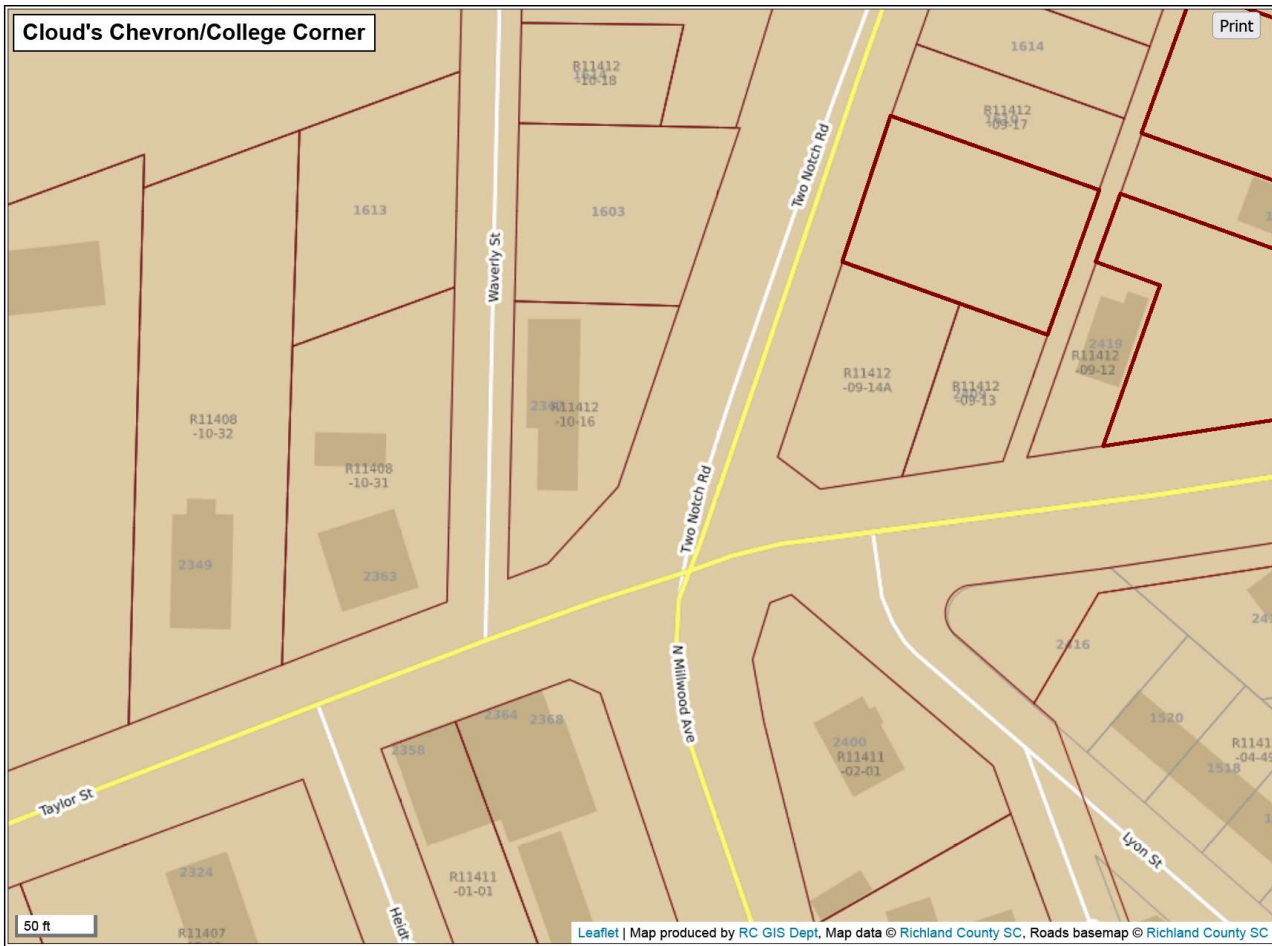 Cloud's Chevron/College Corner
Print
1614
R11412
-10-18
R11412
-09-17
Two Notch Rd
1613
1603
Waverly St
2419
R11412
-09-12
R11412
-09-14A
R11412
-09-13
R11412
-10-16
R11408
-10-32
R11408
-10-31
Two Notch Rd
2349
2363
2416
N Millwood Ave
2364
2368
2358
1520
2400
R11411
-02-01
-04-49
1518
Taylor St
Lyon St
2324
R11411
-01-01
Heidt
R11407
50 ft
Leaflet | Map produced by RC GIS Dept, Map data © Richland County SC, Roads basemap © Richland County SC